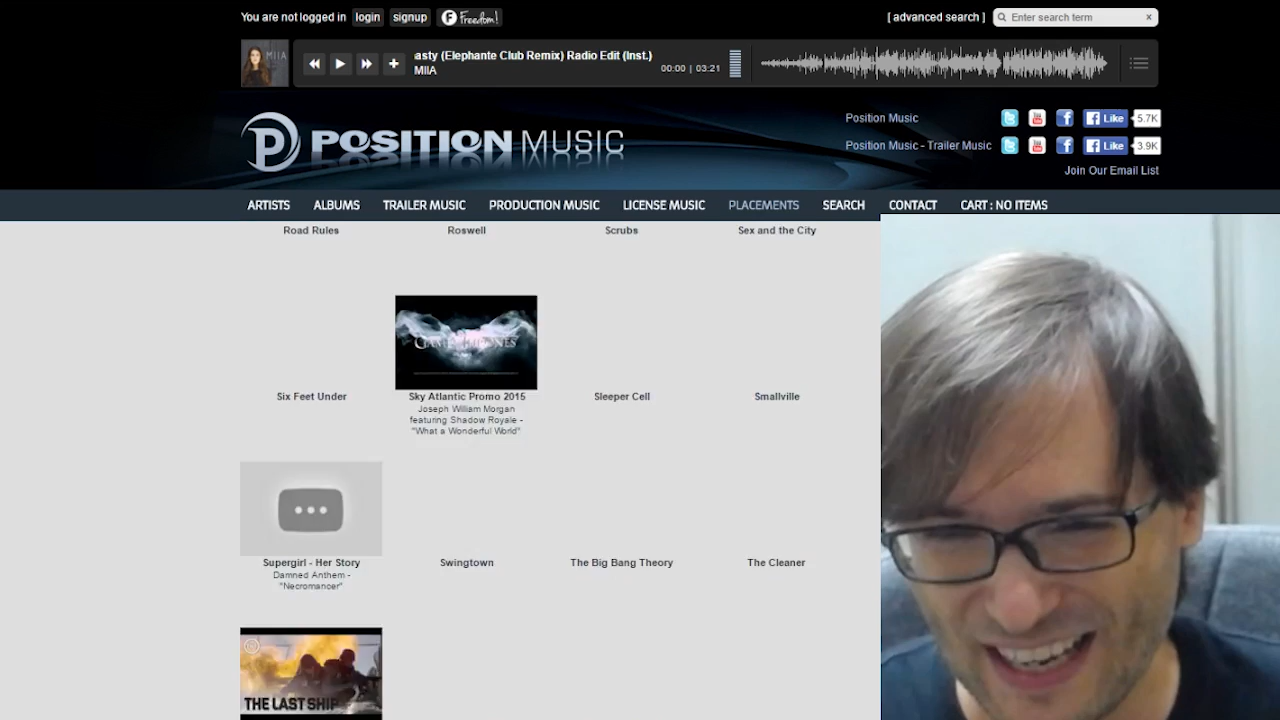 You are not logged in login signup Freedom! [ advanced search ] Enter search term x
asty (Elephante Club Remix) Radio Edit (Inst.)
MIIA
00:00 | 03:21
MIIA
POSITION MUSIC
Position Music Like 5.7K
Position Music - Trailer Music Like 3.9K
Join Our Email List
ARTISTS ALBUMS TRAILER MUSIC PRODUCTION MUSIC LICENSE MUSIC PLACEMENTS SEARCH CONTACT CART : NO ITEMS
Road Rules Roswell Scrubs Sex and the City
GAME THRONES
Six Feet Under Sky Atlantic Promo 2015 Sleeper Cell Smallville
Joseph William Morgan
featuring Shadow Royale -
"What a Wonderful World"
Supergirl - Her Story Swingtown The Big Bang Theory The Cleaner
Damned Anthem -
"Necromancer"
THE LAST SHIP